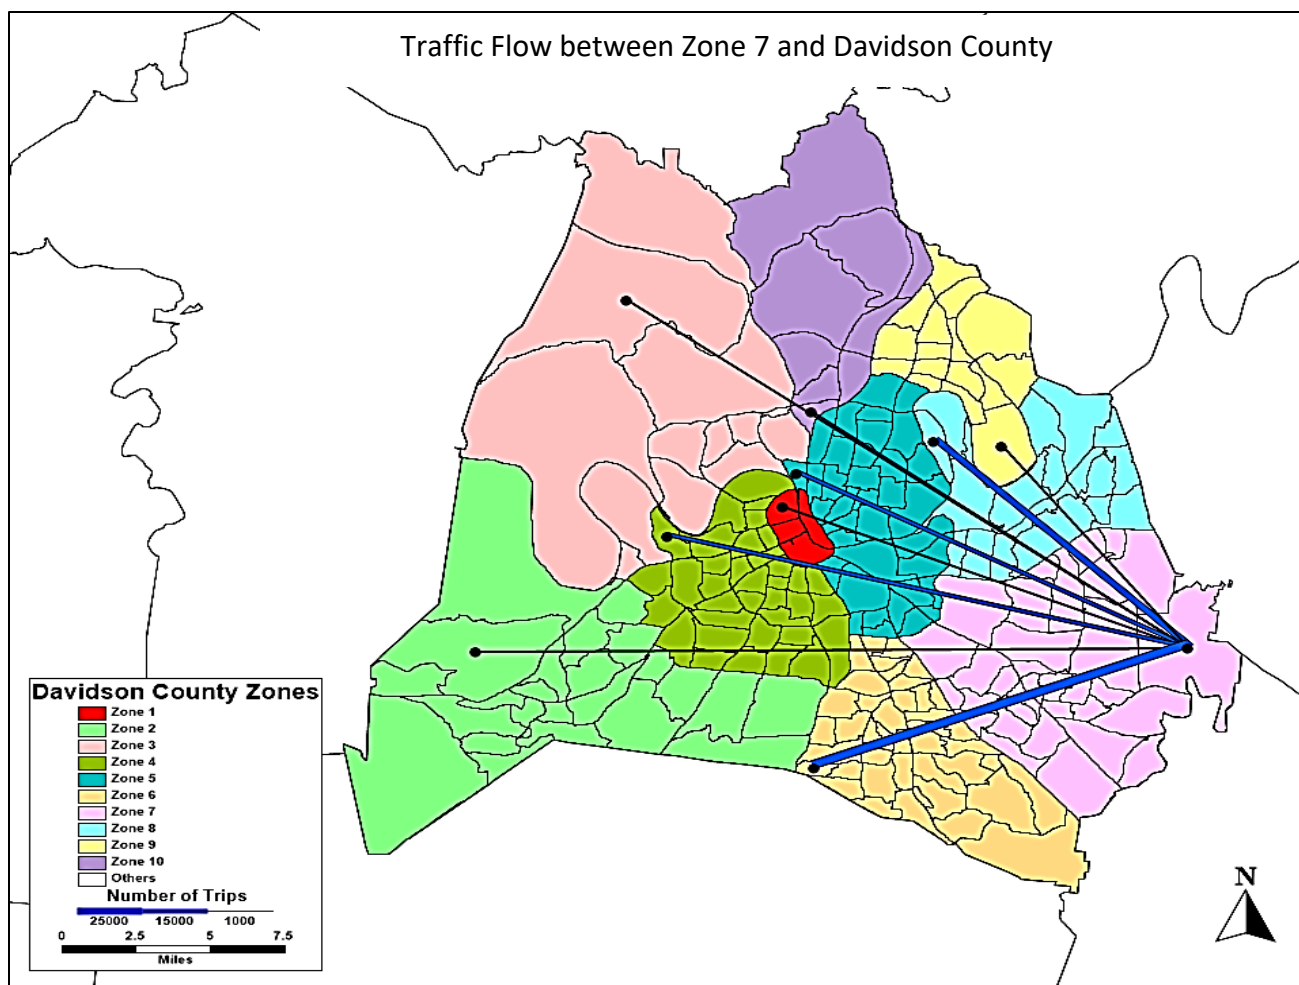 Traffic Flow between Zone 7 and Davidson County
Davidson County Zones
Zone 1
Zone 2
Zone 3
Zone 4
Zone 5
Zone 6
Zone 7
Zone 8
Zone 9
Zone 10
Others
Number of Trips
25000 15000 1000
0 2.5 5 7.5
Miles
N